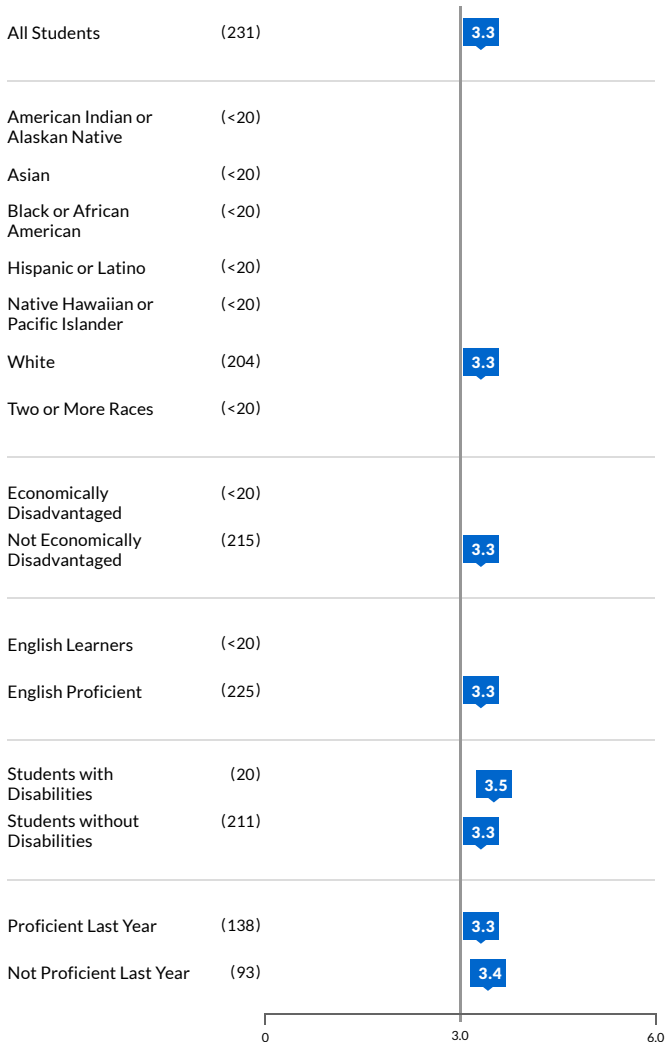 All Students (231) 3.3
American Indian or (<20)
Alaskan Native
Asian (<20)
Black or African (<20)
American
Hispanic or Latino (<20)
Native Hawaiian or (<20)
Pacific Islander
White (204) 3.3
Two or More Races (<20)
Economically (<20)
Disadvantaged
Not Economically (215) 3.3
Disadvantaged
English Learners (<20)
English Proficient (225) 3.3
Students with (20) 3.5
Disabilities
Students without (211) 3.3
Disabilities
Proficient Last Year (138) 3.3
Not Proficient Last Year (93) 3.4
0 3.0 6.0